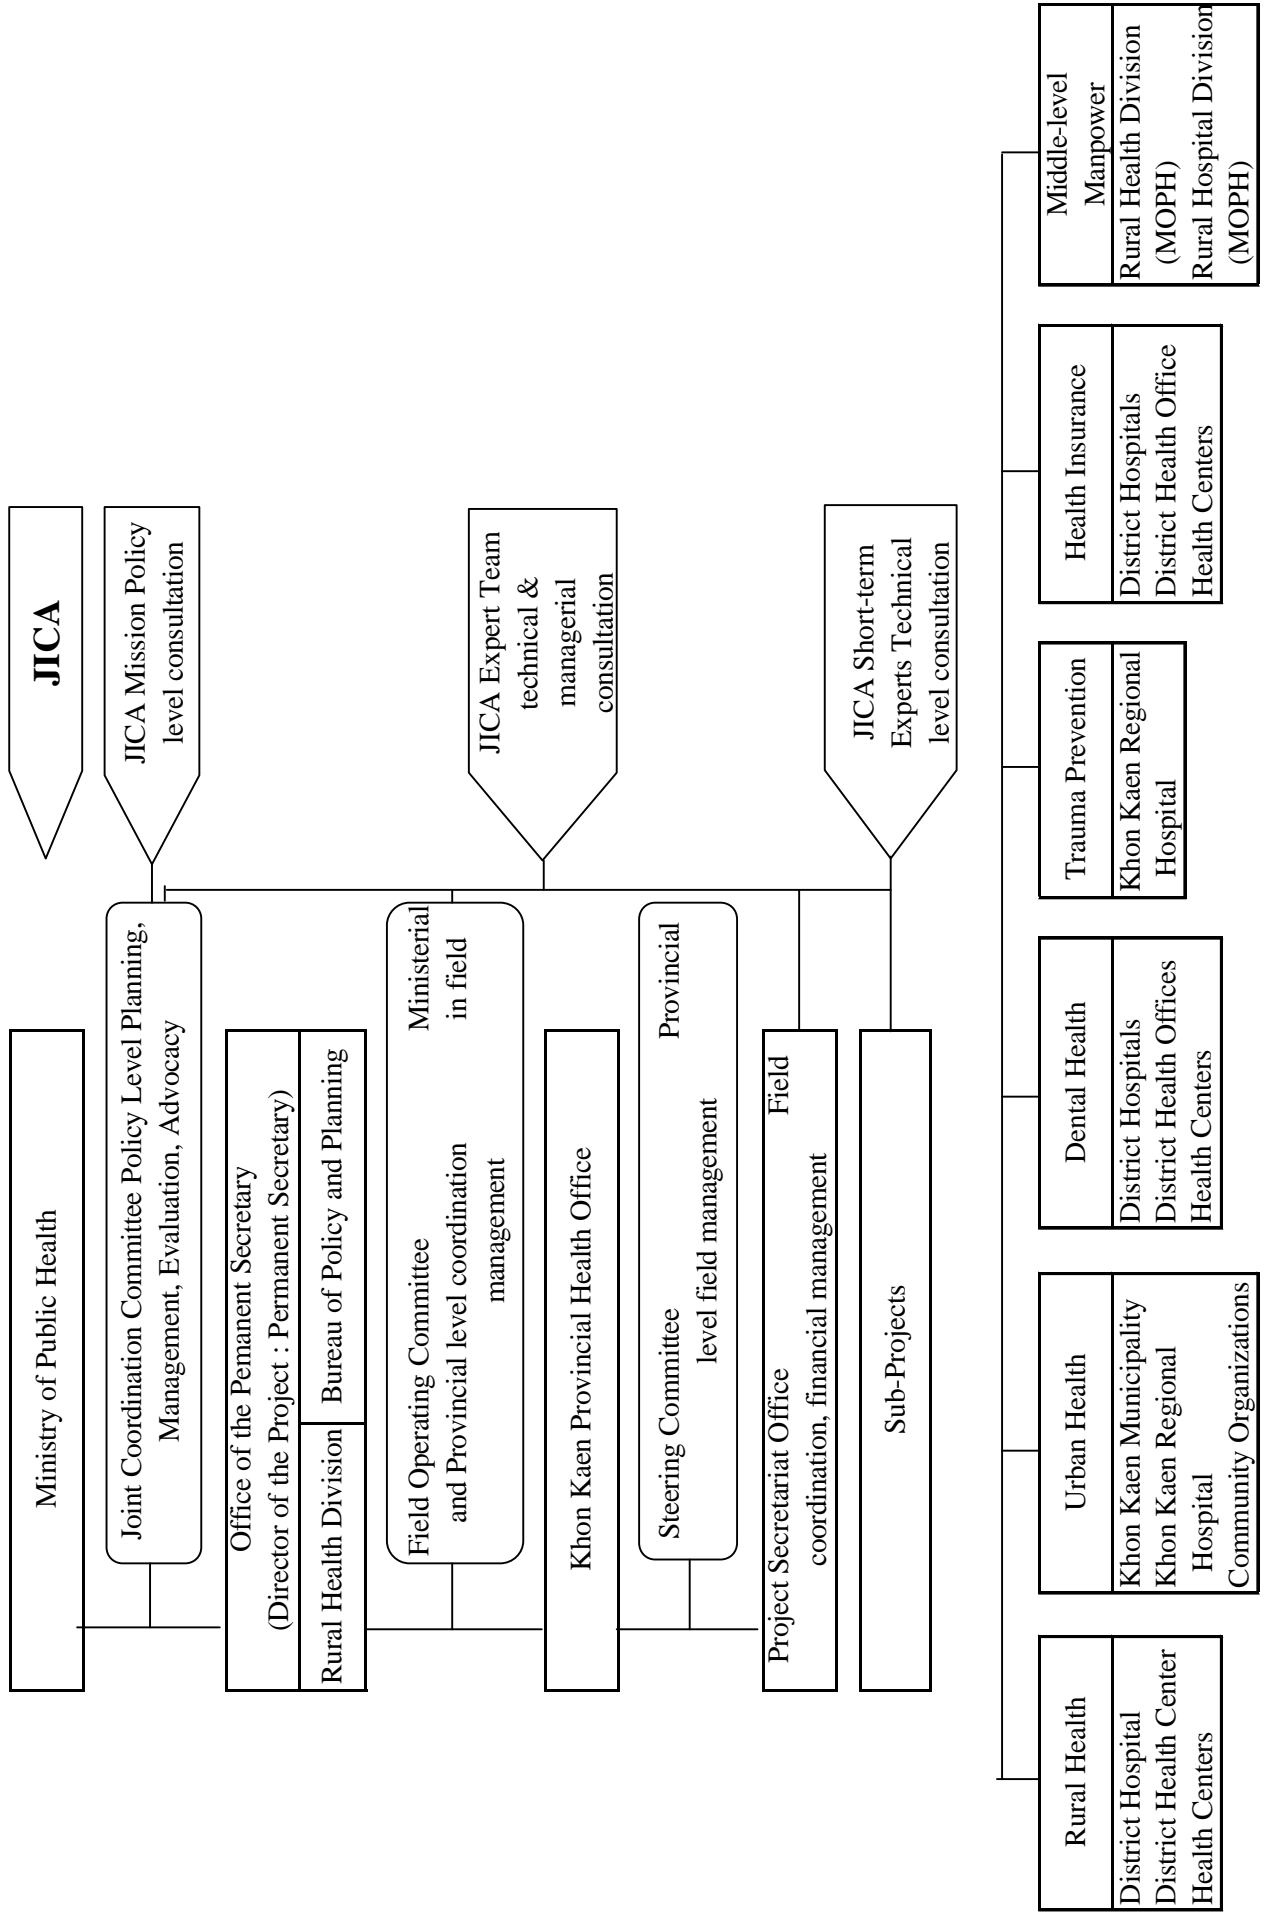 JICA
Ministry of Public Health
JICA Mission Policy
level consultation
Joint Coordination Committee Policy Level Planning,
Management, Evaluation, Advocacy
Office of the Pemanent Secretary
(Director of the Project : Permanent Secretary)
Rural Health Division
Bureau of Policy and Planning
Field Operating Committee Ministerial
in field
and Provincial level coordination
management
JICA Expert Team
technical &
managerial
consultation
Khon Kaen Provincial Health Office
Steering Committee Provincial
level field management
Project Secretariat Office Field
coordination, financial management
JICA Short-term
Experts Technical
level consultation
Sub-Projects
Rural Health
District Hospital
District Health Center
Health Centers
Urban Health
Khon Kaen Municipality
Khon Kaen Regional
Hospital
Community Organizations
Dental Health
District Hospitals
District Health Offices
Health Centers
Trauma Prevention
Khon Kaen Regional
Hospital
Health Insurance
District Hospitals
District Health Office
Health Centers
Middle-level
Manpower
Rural Health Division
(MOPH)
Rural Hospital Division
(MOPH)